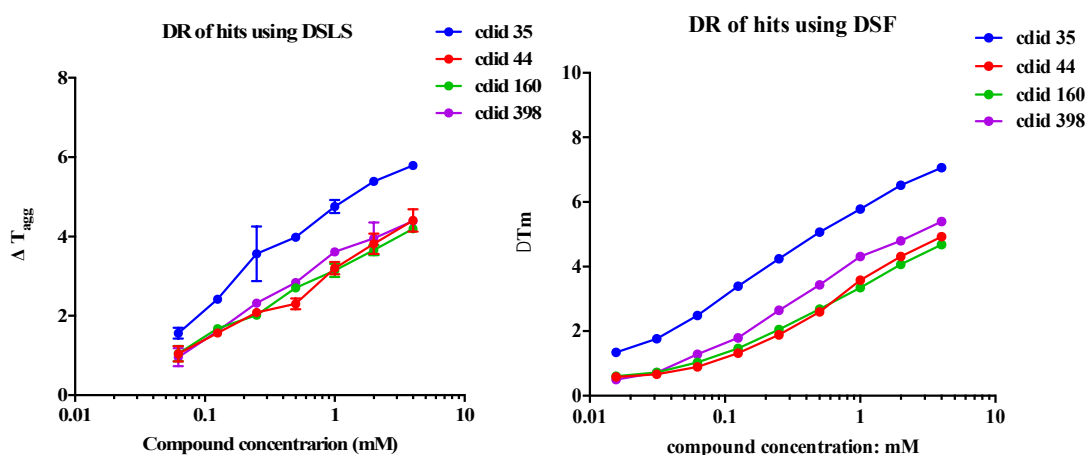 DR of hits using DSLS
cdid 35
cdid 44
cdid 160
cdid 398
8
6
4
2
0
Δ Tagg
0.01
0.1
1
10
Compound concentrarion (mM)
DR of hits using DSF
cdid 35
cdid 44
cdid 160
cdid 398
10
8
6
4
2
0
DTm
0.01
0.1
1
10
compound concentration: mM